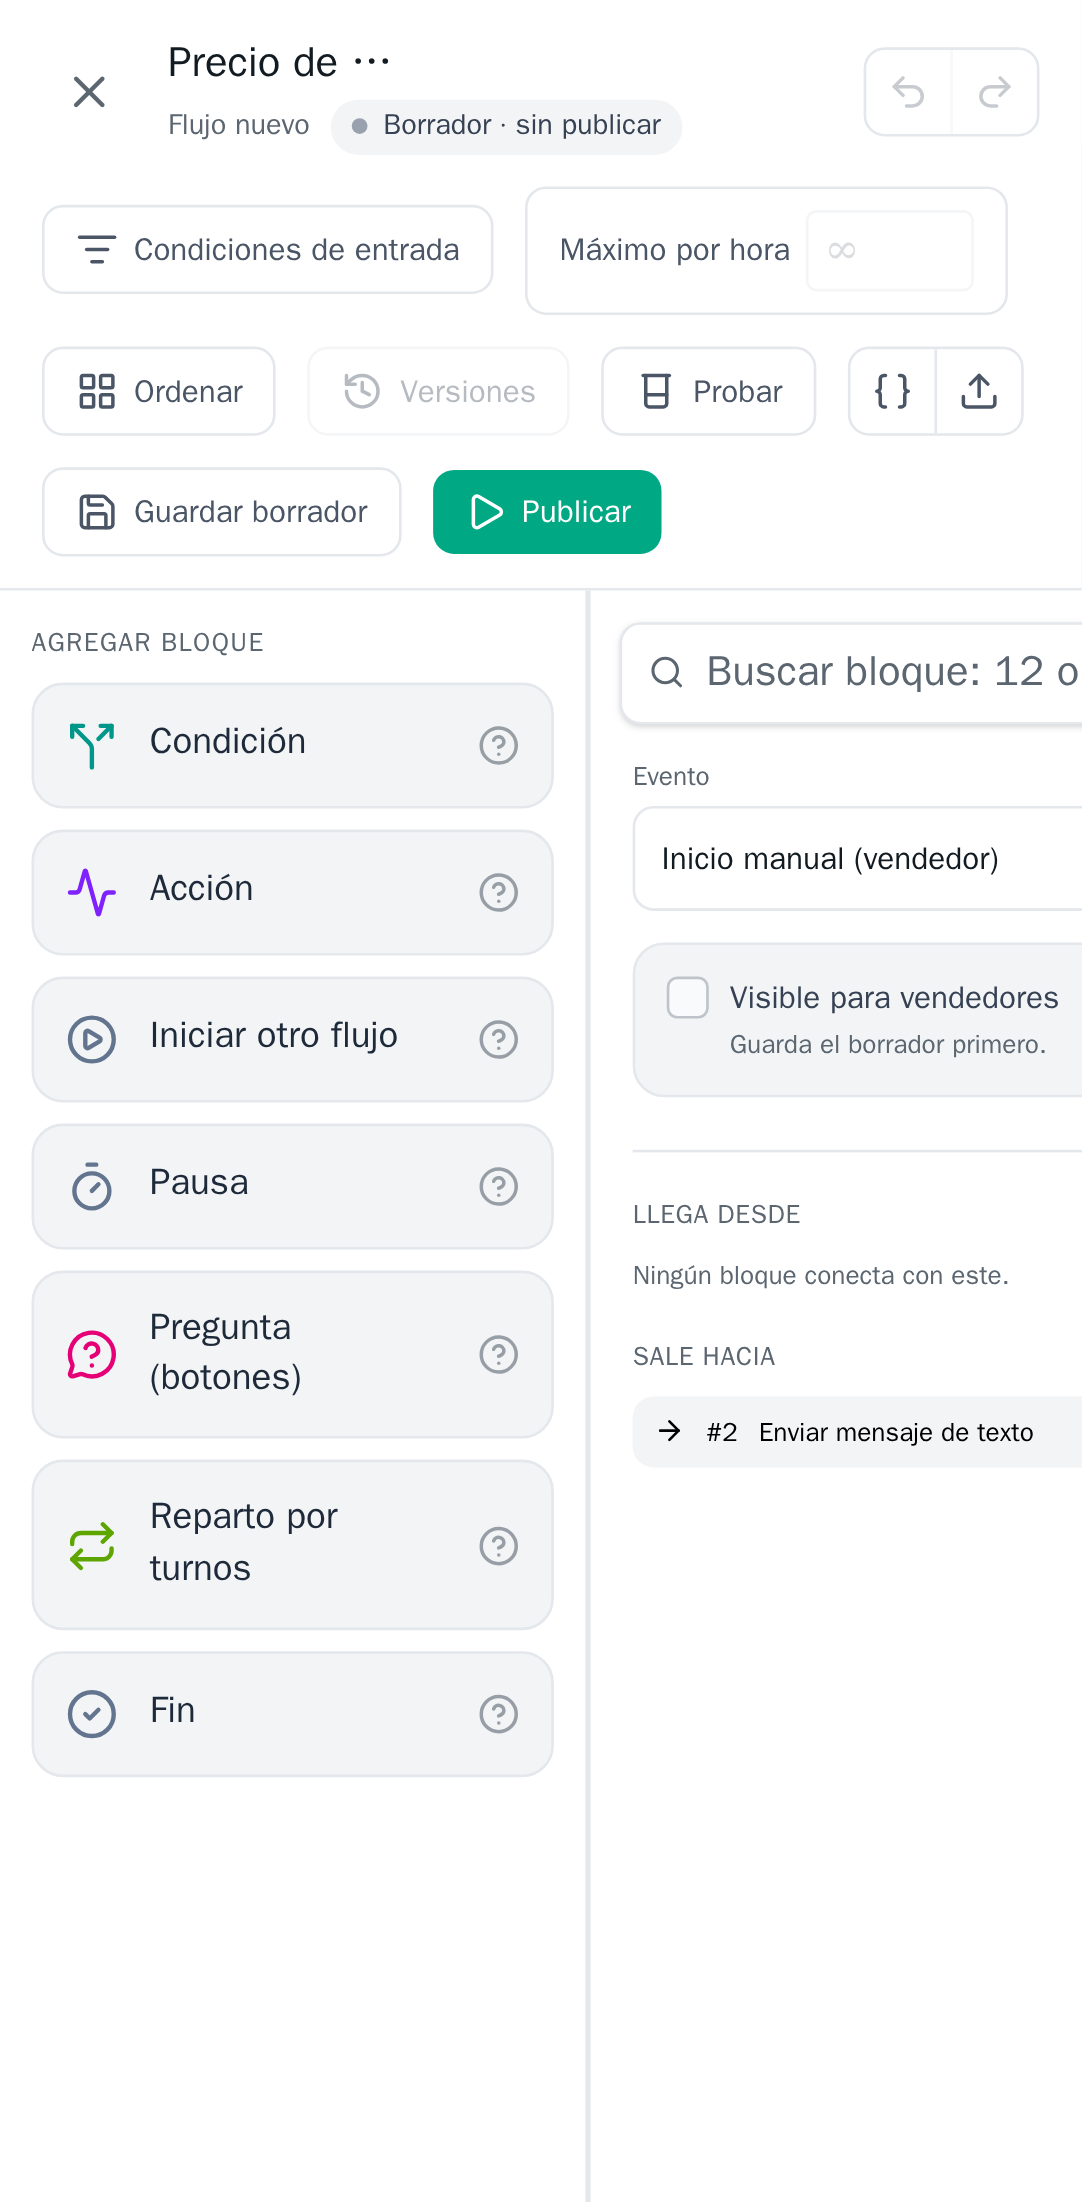 Precio de ···
Flujo nuevo
Borrador · sin publicar
Condiciones de entrada
Máximo por hora
∞
Ordenar
Versiones
Probar
{}
Guardar borrador
Publicar
AGREGAR BLOQUE
Condición
Acción
Iniciar otro flujo
Pausa
Pregunta
(botones)
Reparto por
turnos
Fin
Buscar bloque: 12 o
Evento
Inicio manual (vendedor)
Visible para vendedores
Guarda el borrador primero.
LLEGA DESDE
Ningún bloque conecta con este.
SALE HACIA
→ #2 Enviar mensaje de texto